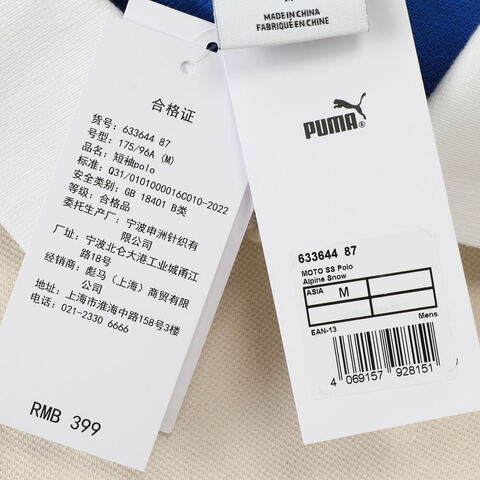 MADE IN CHINA
FABRIQUÉ EN CHINE
合格证
货号: 633644 87
号型: 175/96A (M)
品名: 短袖polo
标准: Q31/0101000016C010-2022
安全类别: GB 18401 B类
等级: 合格品
委托生产厂: 宁波申洲针织有
限公司
厂址: 宁波北仑大港工业城甬江
路18号
经销商: 彪马(上海)商贸有限
公司
地址: 上海市淮海中路158号3楼
电话: 021-2330 6666
RMB 399
PUMA®
633644 87
MOTO SS Polo
Alpine Snow
ASIA M
EAN-13 Mens
4 069157 928151